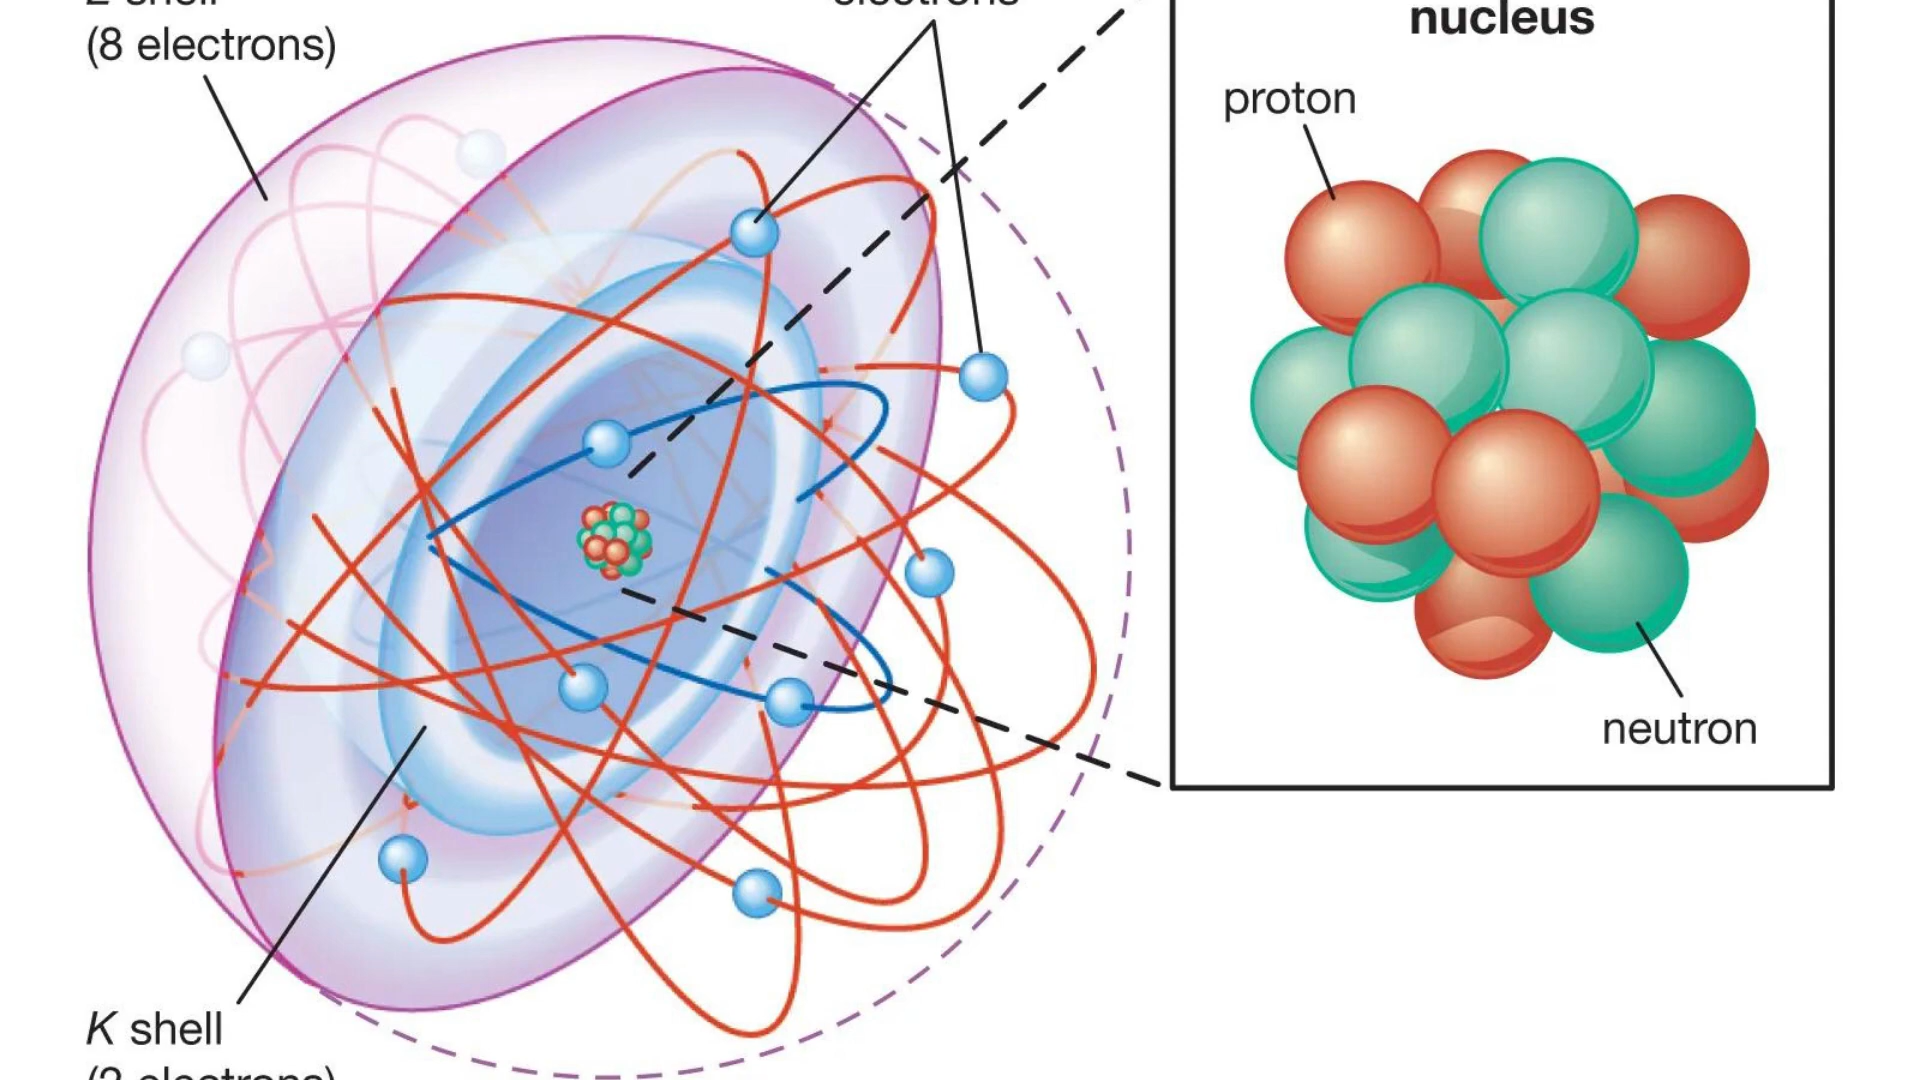 L shell
(8 electrons)
electrons
nucleus
proton
neutron
K shell
(2 electrons)